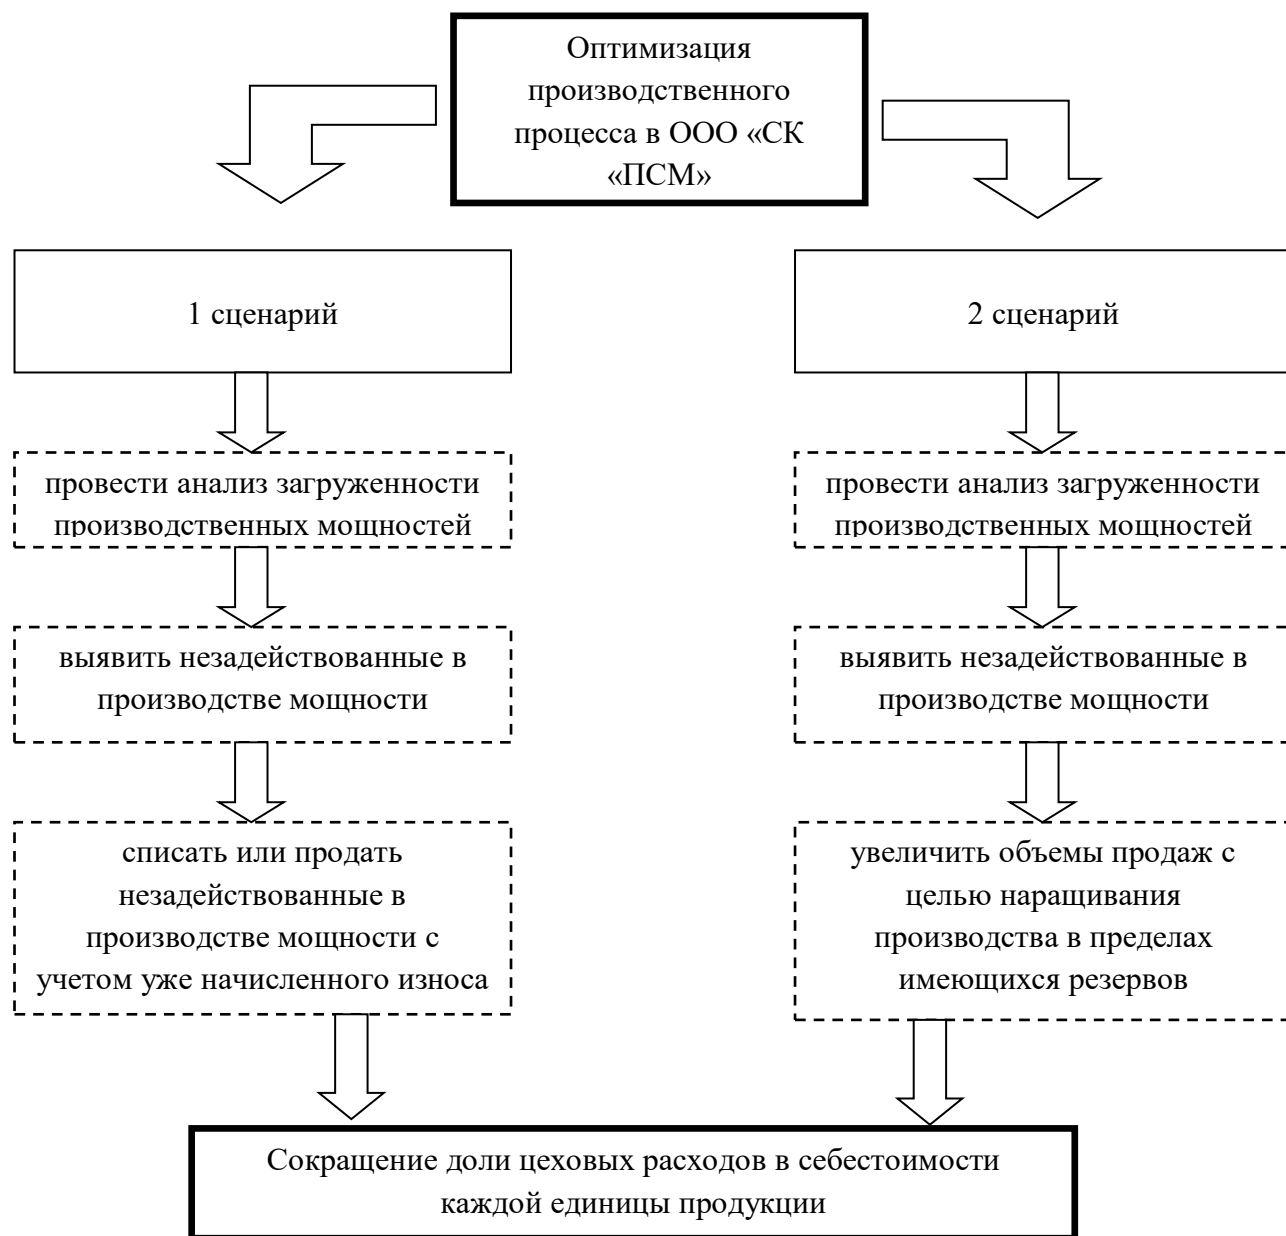 Оптимизация
производственного
процесса в ООО «СК
«ПСМ»
1 сценарий
2 сценарий
провести анализ загруженности
производственных мощностей
провести анализ загруженности
производственных мощностей
выявить незадействованные в
производстве мощности
выявить незадействованные в
производстве мощности
списать или продать
незадействованные в
производстве мощности с
учетом уже начисленного износа
увеличить объемы продаж с
целью наращивания
производства в пределах
имеющихся резервов
Сокращение доли цеховых расходов в себестоимости
каждой единицы продукции